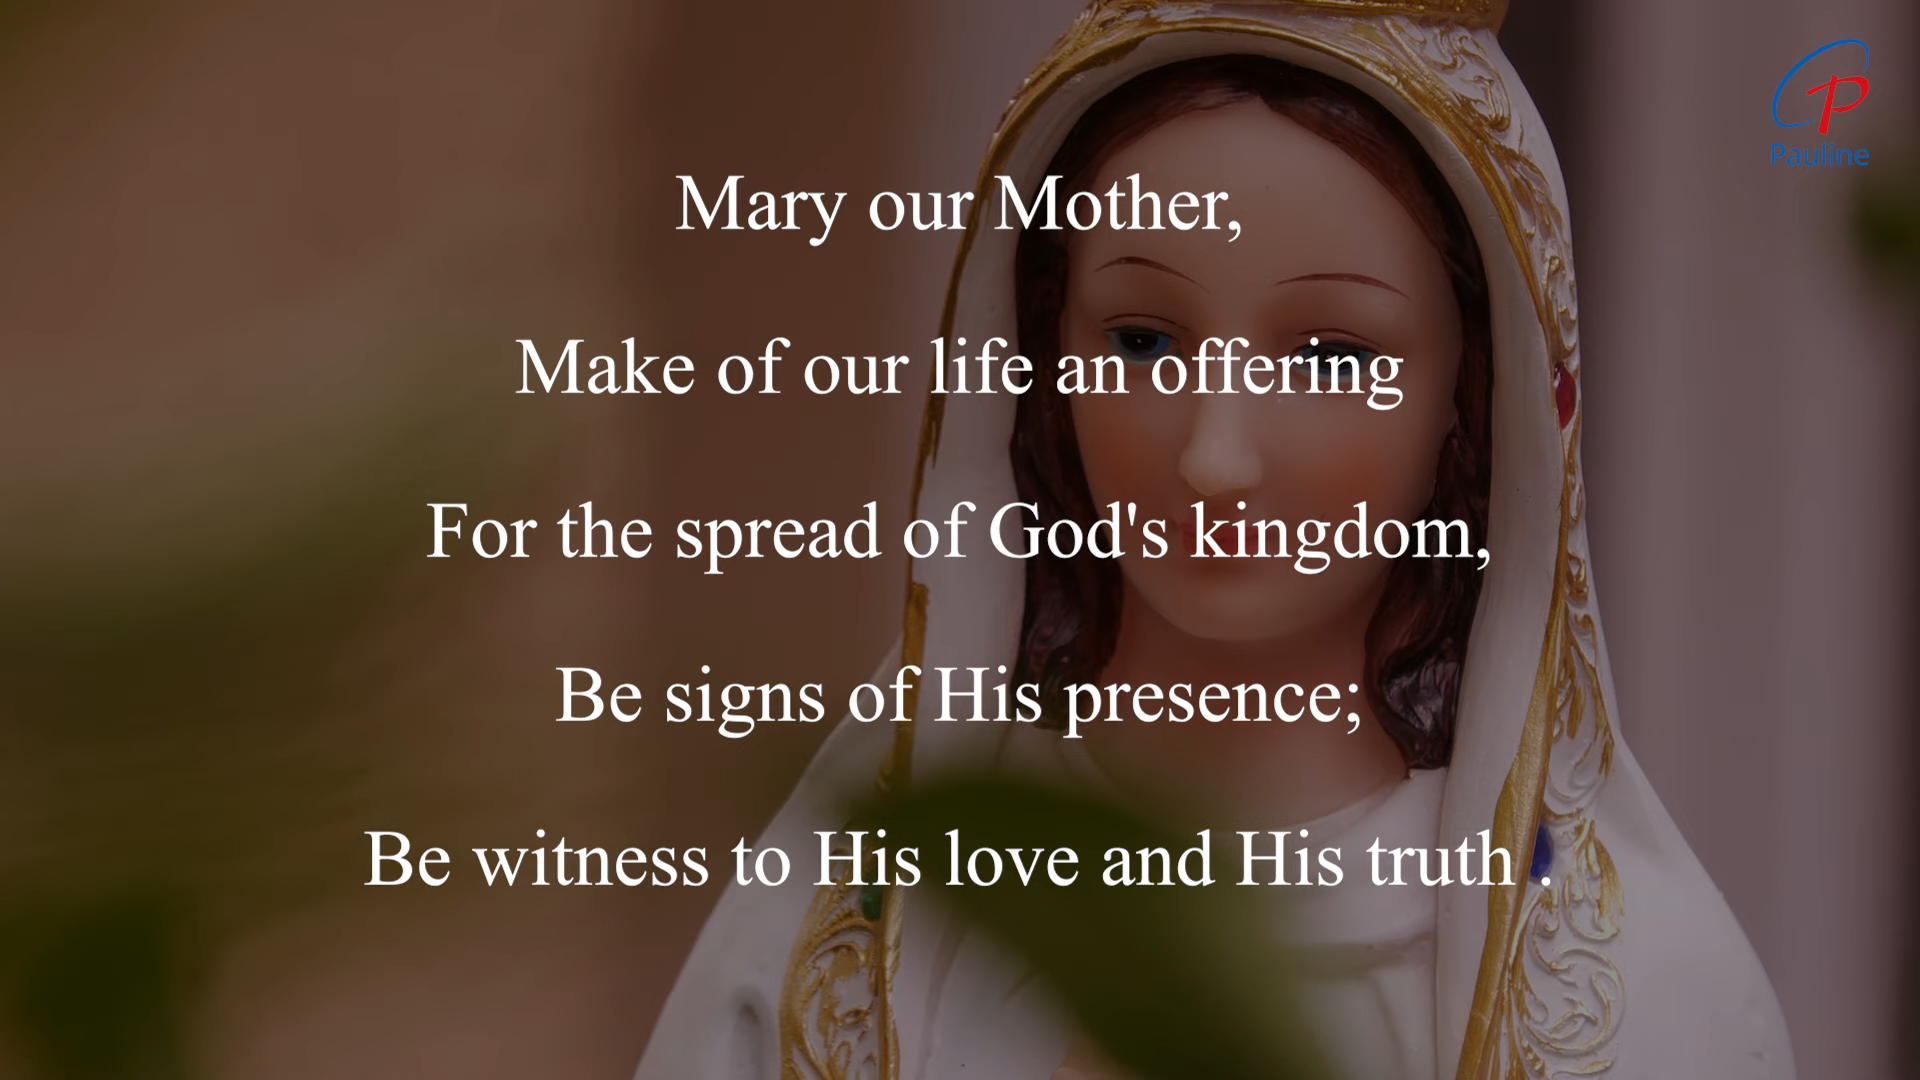 Pauline
Mary our Mother,
Make of our life an offering
For the spread of God's kingdom,
Be signs of His presence;
Be witness to His love and His truth .